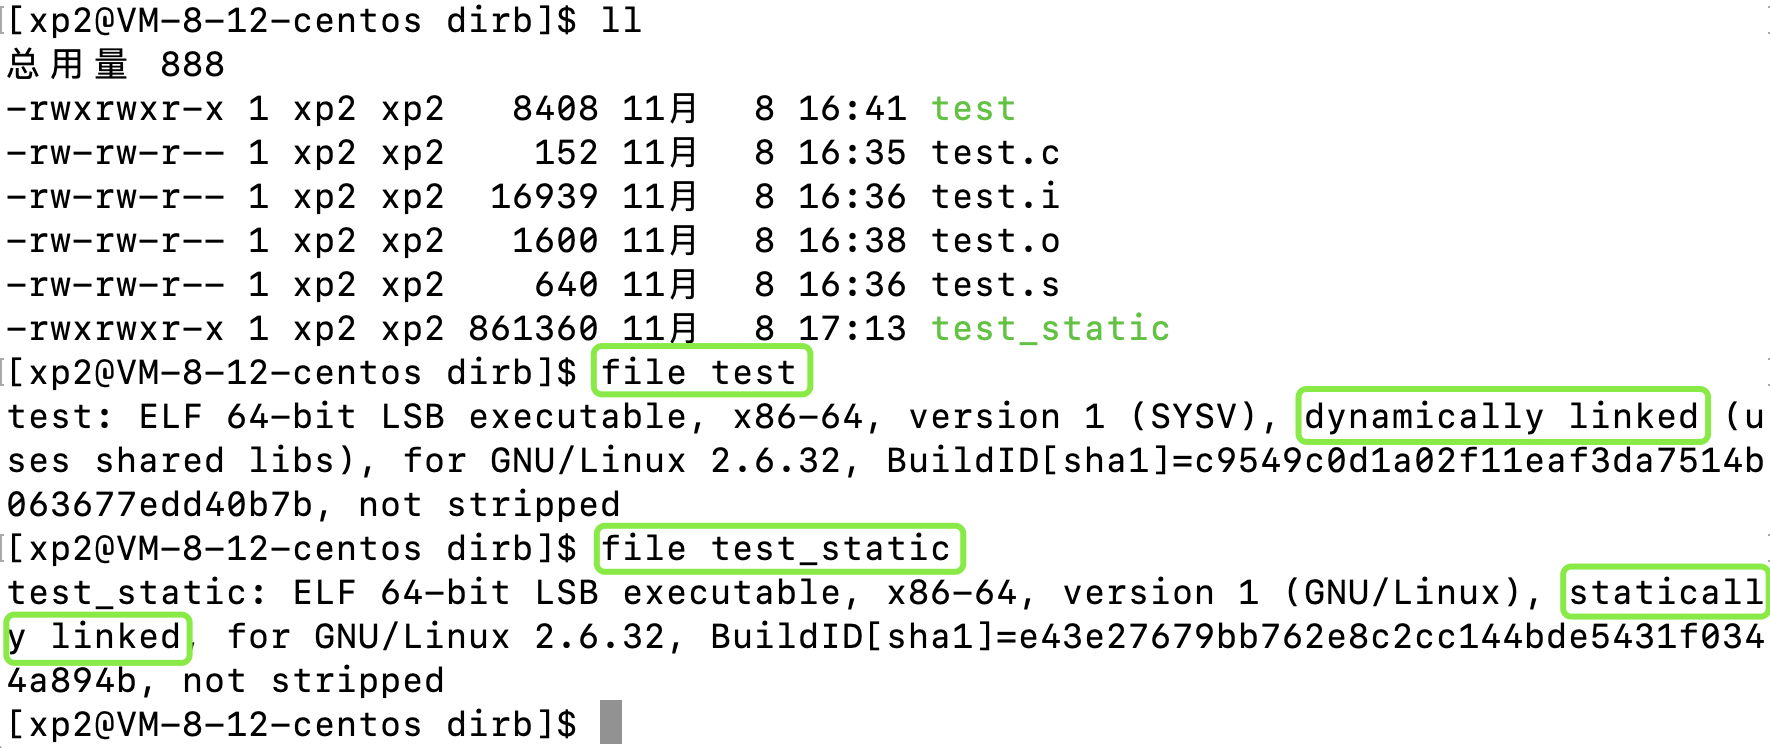 [xp2@VM-8-12-centos dirb]$ ll
总用量 888
-rwxrwxr-x 1 xp2 xp2   8408 11月  8 16:41 test
-rw-rw-r-- 1 xp2 xp2    152 11月  8 16:35 test.c
-rw-rw-r-- 1 xp2 xp2  16939 11月  8 16:36 test.i
-rw-rw-r-- 1 xp2 xp2   1600 11月  8 16:38 test.o
-rw-rw-r-- 1 xp2 xp2    640 11月  8 16:36 test.s
-rwxrwxr-x 1 xp2 xp2 861360 11月  8 17:13 test_static
[xp2@VM-8-12-centos dirb]$ file test
test: ELF 64-bit LSB executable, x86-64, version 1 (SYSV), dynamically linked (u
ses shared libs), for GNU/Linux 2.6.32, BuildID[sha1]=c9549c0d1a02f11eaf3da7514b
063677edd40b7b, not stripped
[xp2@VM-8-12-centos dirb]$ file test_static
test_static: ELF 64-bit LSB executable, x86-64, version 1 (GNU/Linux), staticall
y linked, for GNU/Linux 2.6.32, BuildID[sha1]=e43e27679bb762e8c2cc144bde5431f034
4a894b, not stripped
[xp2@VM-8-12-centos dirb]$